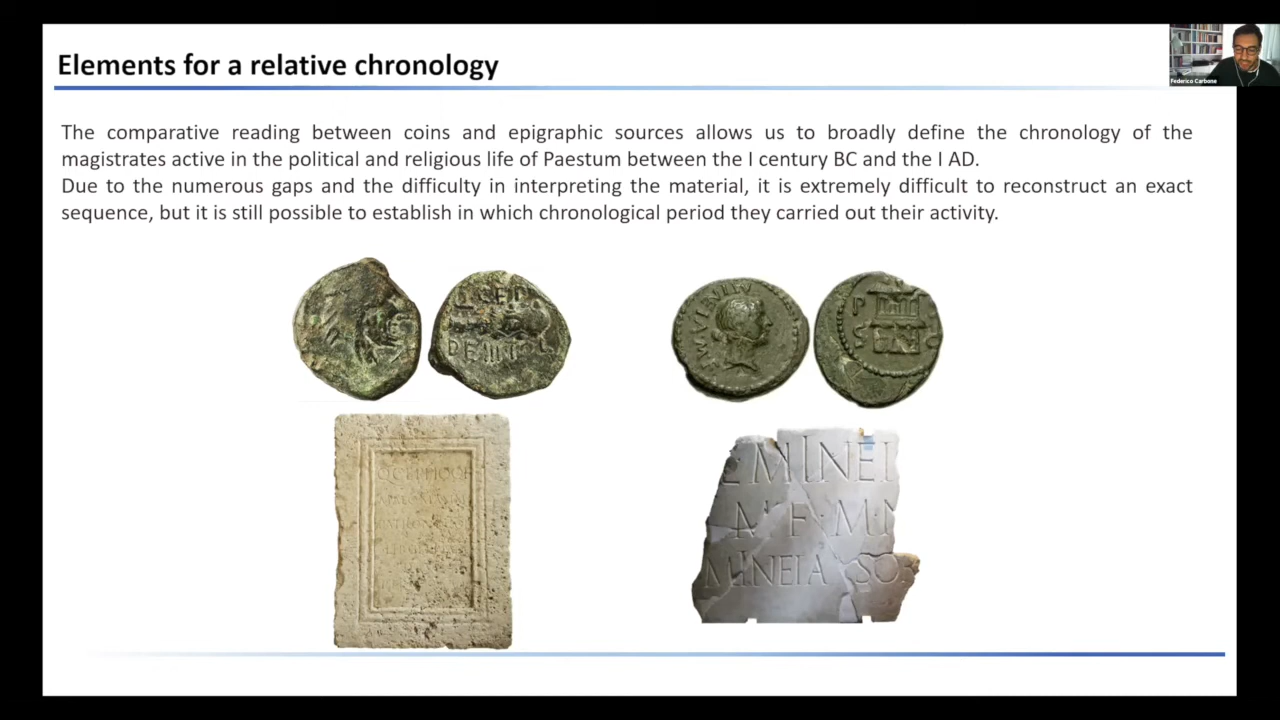 Elements for a relative chronology
Federico Carbone
The comparative reading between coins and epigraphic sources allows us to broadly define the chronology of the
magistrates active in the political and religious life of Paestum between the I century BC and the I AD.
Due to the numerous gaps and the difficulty in interpreting the material, it is extremely difficult to reconstruct an exact
sequence, but it is still possible to establish in which chronological period they carried out their activity.
P
S C
MINEI
M F M
MINEIA SO